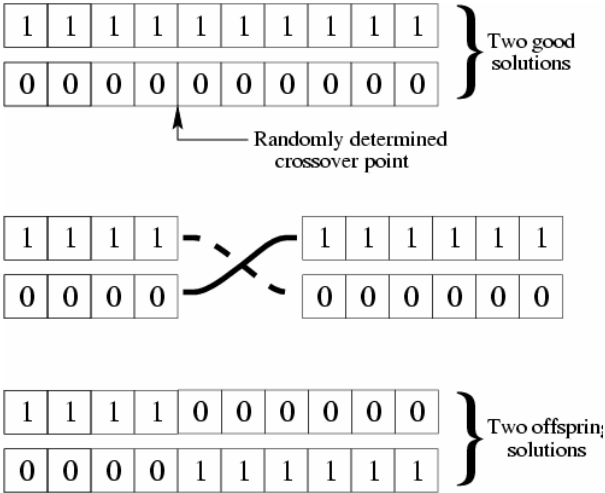 1 1 1 1 1 1 1 1 1 1
Two good
solutions
0 0 0 0 0 0 0 0 0 0
Randomly determined
crossover point
1 1 1 1 1 1 1 1 1 1
0 0 0 0 0 0 0 0 0 0
1 1 1 1 0 0 0 0 0 0
Two offspring
solutions
0 0 0 0 1 1 1 1 1 1